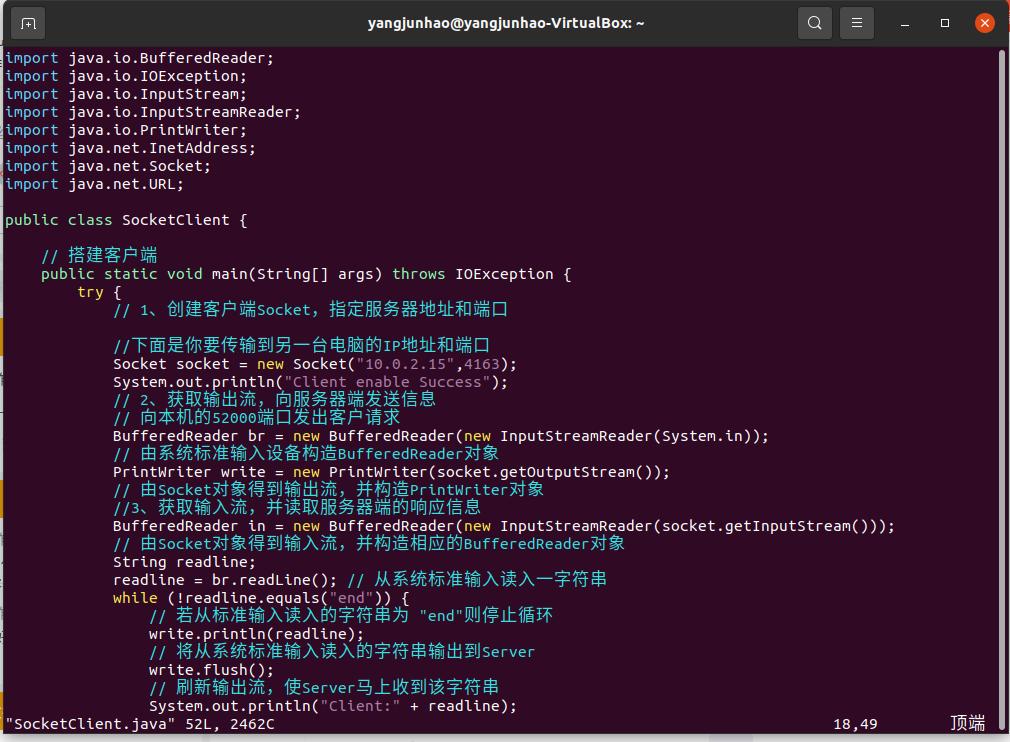 yangjunhao@yangjunhao-VirtualBox: ~
import java.io.BufferedReader;
import java.io.IOException;
import java.io.InputStream;
import java.io.InputStreamReader;
import java.io.PrintWriter;
import java.net.InetAddress;
import java.net.Socket;
import java.net.URL;
public class SocketClient {
    // 搭建客户端
    public static void main(String[] args) throws IOException {
        try {
            // 1、创建客户端Socket，指定服务器地址和端口
            //下面是你要传输到另一台电脑的IP地址和端口
            Socket socket = new Socket("10.0.2.15",4163);
            System.out.println("Client enable Success");
            // 2、获取输出流，向服务器端发送信息
            // 向本机的52000端口发出客户请求
            BufferedReader br = new BufferedReader(new InputStreamReader(System.in));
            // 由系统标准输入设备构造BufferedReader对象
            PrintWriter write = new PrintWriter(socket.getOutputStream());
            // 由Socket对象得到输出流，并构造PrintWriter对象
            //3、获取输入流，并读取服务器端的响应信息
            BufferedReader in = new BufferedReader(new InputStreamReader(socket.getInputStream()));
            // 由Socket对象得到输入流，并构造相应的BufferedReader对象
            String readline;
            readline = br.readLine(); // 从系统标准输入读入一字符串
            while (!readline.equals("end")) {
                // 若从标准输入读入的字符串为 "end"则停止循环
                write.println(readline);
                // 将从系统标准输入读入的字符串输出到Server
                write.flush();
                // 刷新输出流，使Server马上收到该字符串
                System.out.println("Client:" + readline);
"SocketClient.java" 52L, 2462C 18,49 顶端